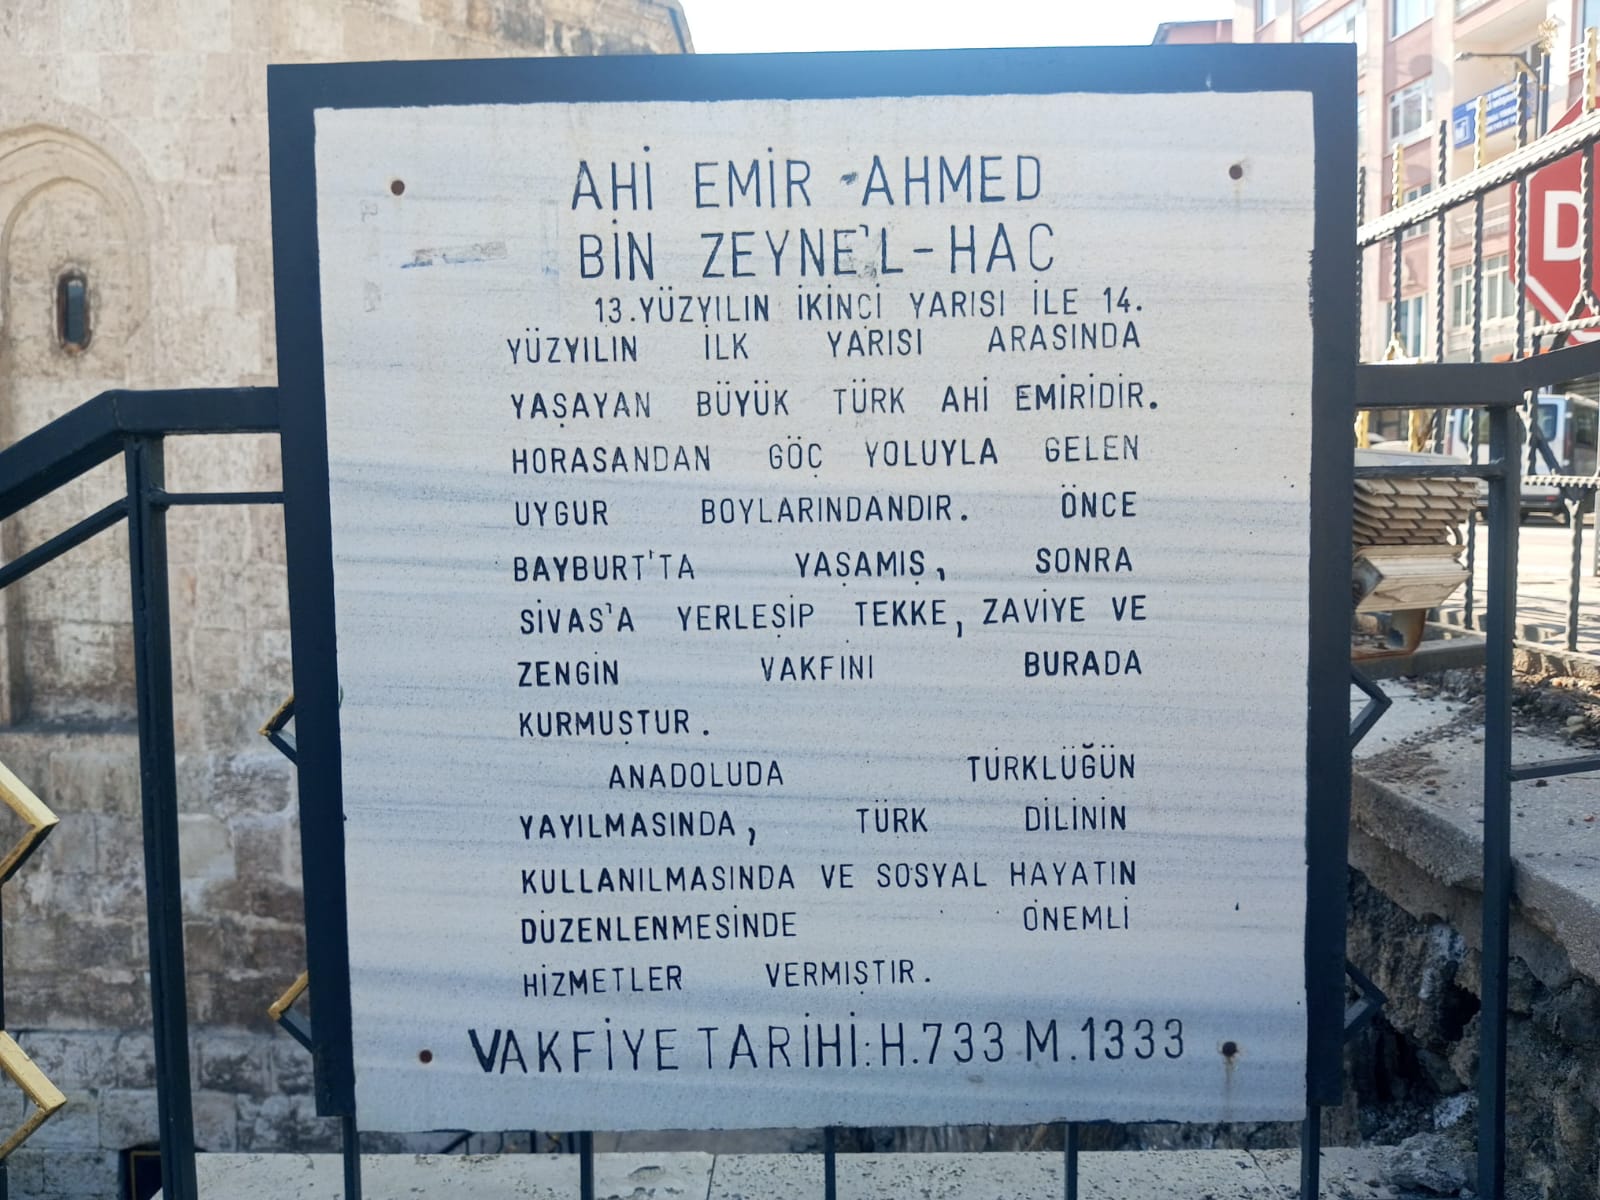 AHİ EMİR AHMED
BİN ZEYNE'L-HAC
13.YÜZYILIN İKİNCİ YARISI İLE 14.
YÜZYILIN İLK YARISI ARASINDA
YAŞAYAN BÜYÜK TÜRK AHİ EMİRİDİR.
HORASANDAN GÖÇ YOLUYLA GELEN
UYGUR BOYLARINDANDIR. ÖNCE
BAYBURT'TA YAŞAMIŞ, SONRA
SİVAS'A YERLEŞİP TEKKE, ZAVİYE VE
ZENGİN VAKFINI BURADA
KURMUŞTUR.
ANADOLUDA TÜRKLÜĞÜN
YAYILMASINDA, TÜRK DİLİNİN
KULLANILMASINDA VE SOSYAL HAYATIN
DÜZENLENMESİNDE ÖNEMLİ
HİZMETLER VERMİŞTİR.
VAKFİYE TARİHİ:H.733 M.1333
D